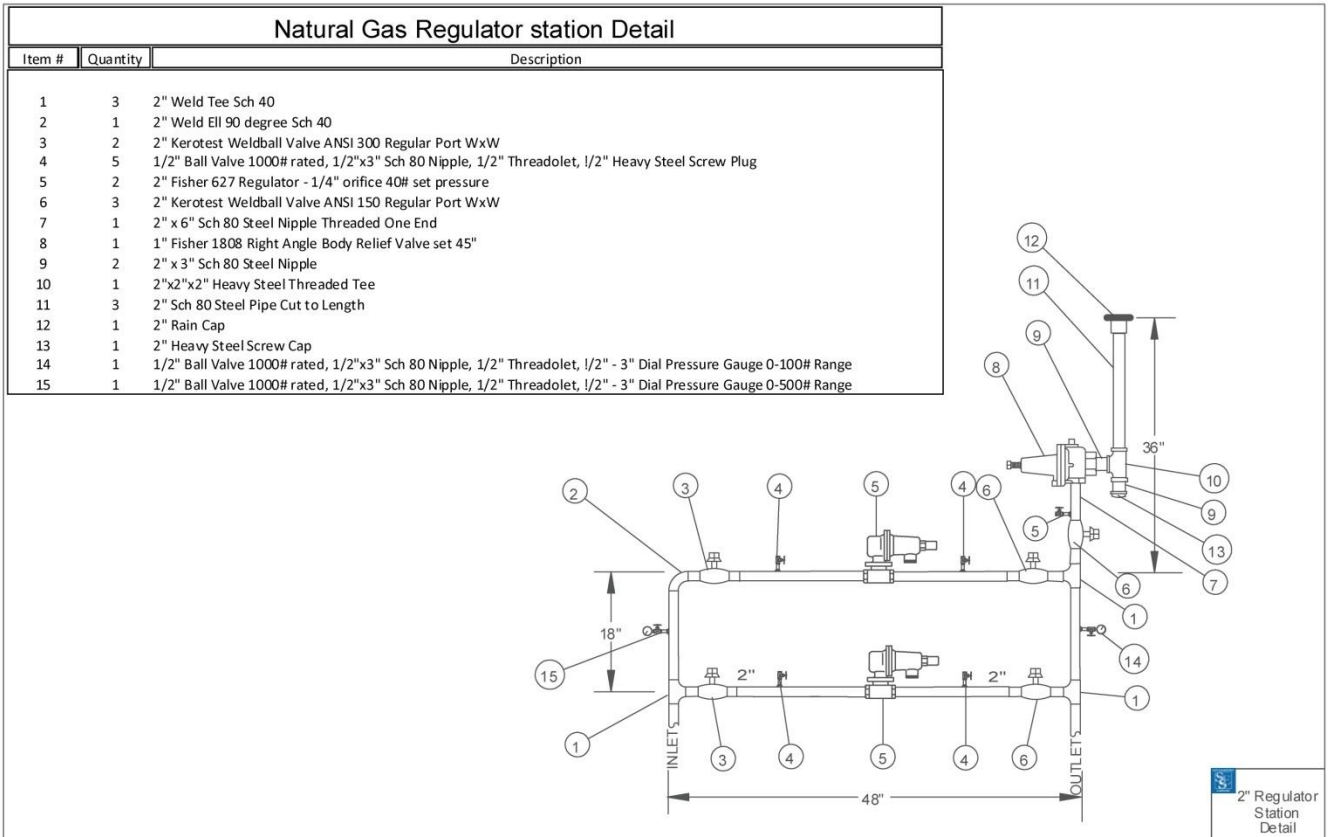 Natural Gas Regulator station Detail
Item # Quantity Description
1 3 2" Weld Tee Sch 40
2 1 2" Weld Ell 90 degree Sch 40
3 2 2" Kerotest Weldball Valve ANSI 300 Regular Port WxW
4 5 1/2" Ball Valve 1000# rated, 1/2"x3" Sch 80 Nipple, 1/2" Threadolet, !/2" Heavy Steel Screw Plug
5 2 2" Fisher 627 Regulator - 1/4" orifice 40# set pressure
6 3 2" Kerotest Weldball Valve ANSI 150 Regular Port WxW
7 1 2" x 6" Sch 80 Steel Nipple Threaded One End
8 1 1" Fisher 1808 Right Angle Body Relief Valve set 45"
9 2 2" x 3" Sch 80 Steel Nipple
10 1 2"x2"x2" Heavy Steel Threaded Tee
11 3 2" Sch 80 Steel Pipe Cut to Length
12 1 2" Rain Cap
13 1 2" Heavy Steel Screw Cap
14 1 1/2" Ball Valve 1000# rated, 1/2"x3" Sch 80 Nipple, 1/2" Threadolet, !/2" - 3" Dial Pressure Gauge 0-100# Range
15 1 1/2" Ball Valve 1000# rated, 1/2"x3" Sch 80 Nipple, 1/2" Threadolet, !/2" - 3" Dial Pressure Gauge 0-500# Range
12
11
9
8
36"
10
2 3 4 5 4 6
9
5
13
7
6
1
18"
14
15
2" 2"
1
1 3 4 5 4 6
INLET
OUTLET
48"
2" Regulator
Station
Detail